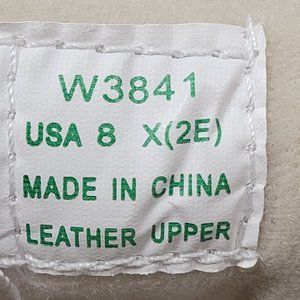 W3841
USA 8 X(2E)
MADE IN CHINA
LEATHER UPPER